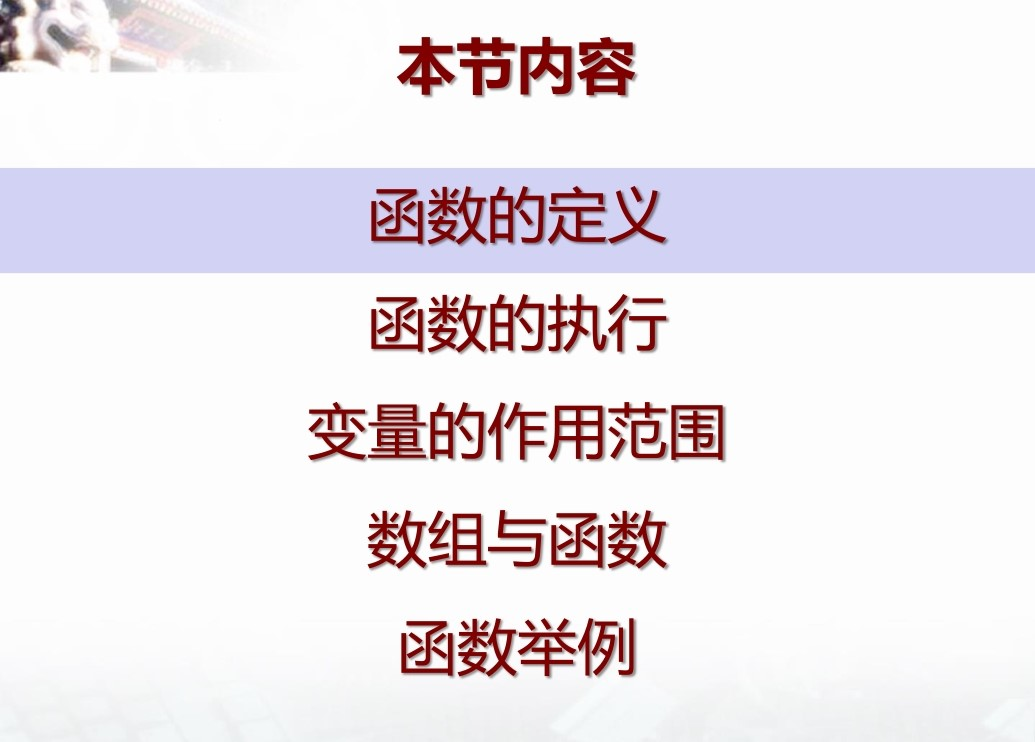 本节内容
函数的定义
函数的执行
变量的作用范围
数组与函数
函数举例